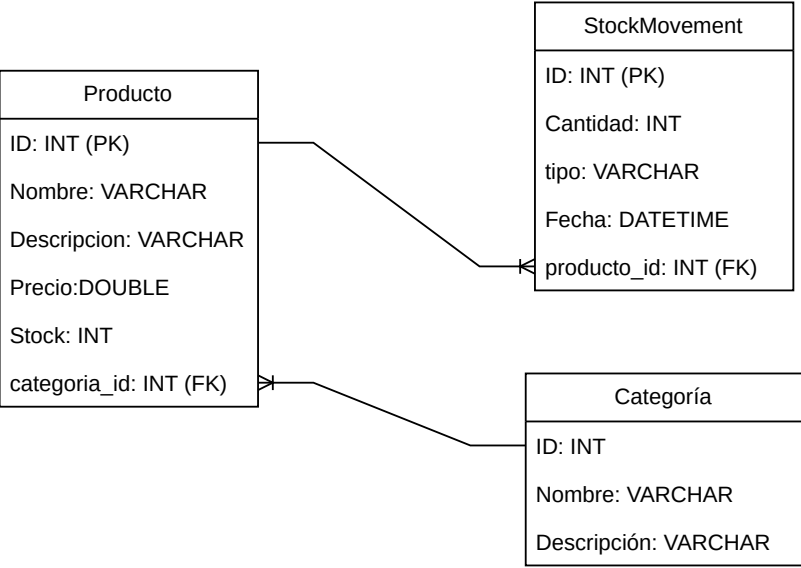 Producto
ID: INT (PK)
Nombre: VARCHAR
Descripcion: VARCHAR
Precio:DOUBLE
Stock: INT
categoria_id: INT (FK)
StockMovement
ID: INT (PK)
Cantidad: INT
tipo: VARCHAR
Fecha: DATETIME
producto_id: INT (FK)
Categoría
ID: INT
Nombre: VARCHAR
Descripción: VARCHAR